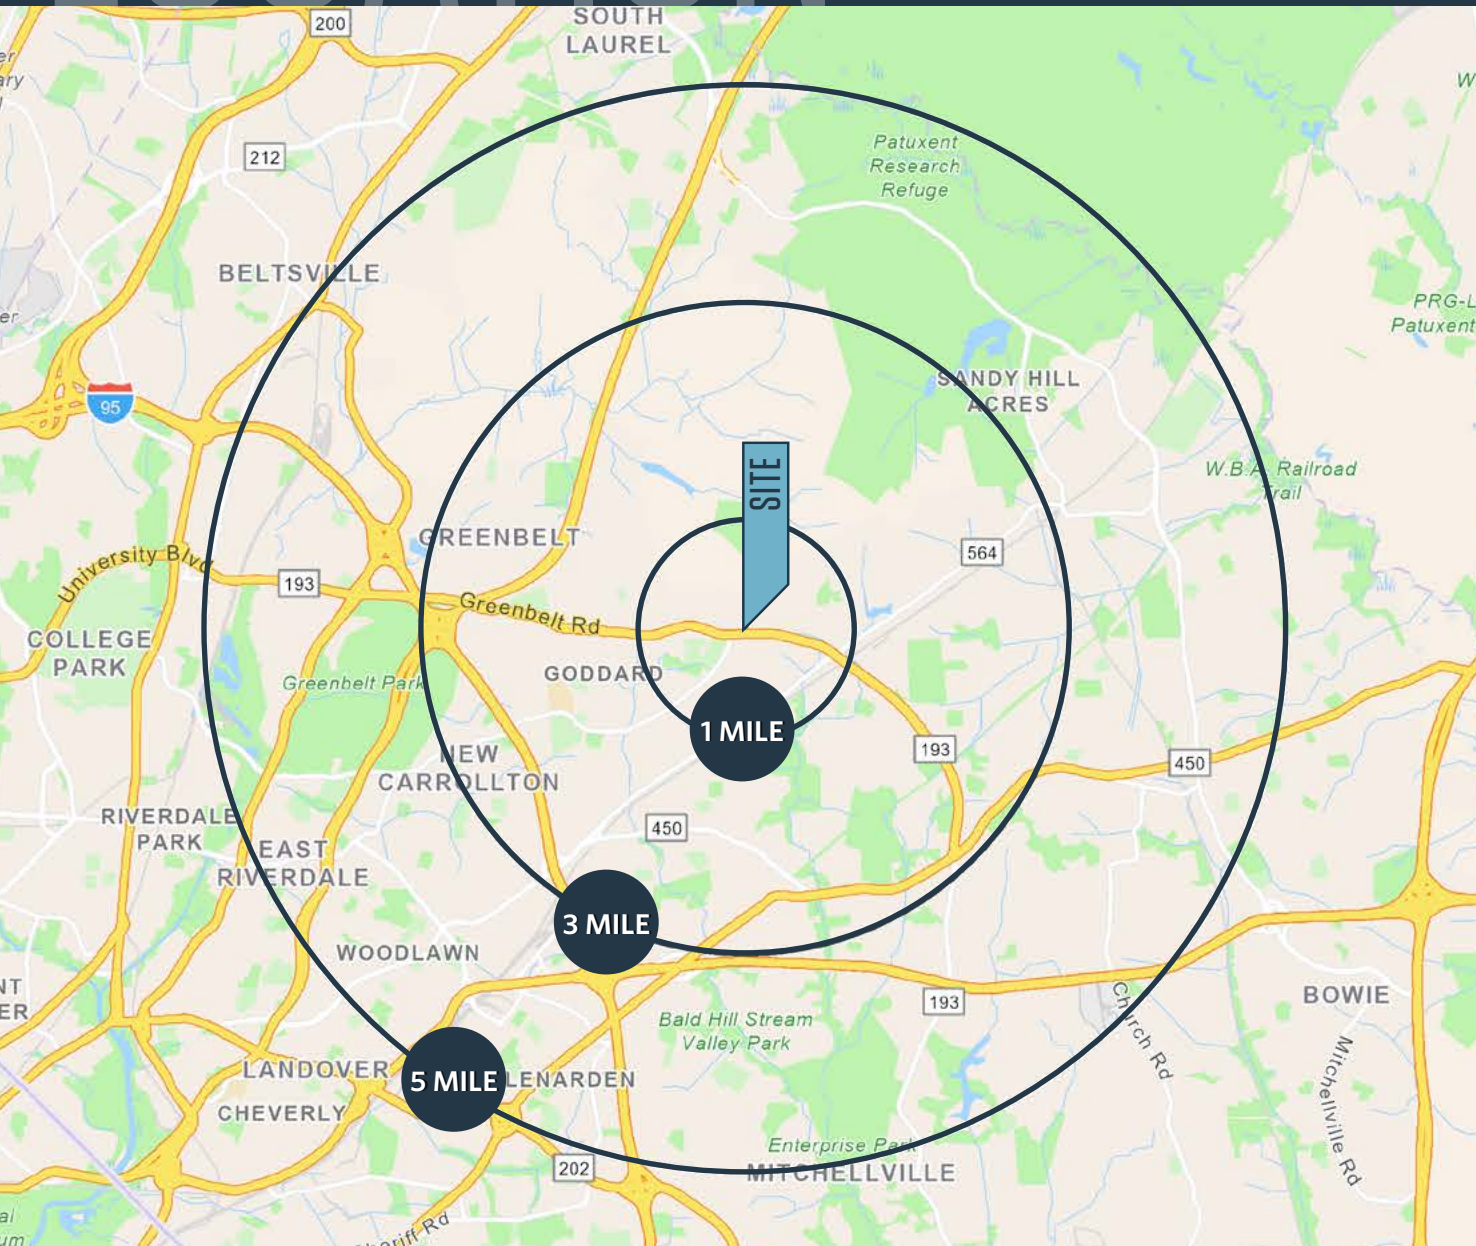 200
SOUTH
LAUREL
212
Patuxent
Research
Refuge
BELTSVILLE
PRG-L
Patuxent
95
SANDY HILL
ACRES
SITE
W.B.A. Railroad
Trail
GREENBELT
564
University Blvd
193
Greenbelt Rd
COLLEGE
PARK
GODDARD
Greenbelt Park
1 MILE
NEW
CARROLLTON
193
450
RIVERDALE
PARK
450
EAST
RIVERDALE
3 MILE
WOODLAWN
193
BOWIE
Church Rd
Bald Hill Stream
Valley Park
Mitchellville Rd
LANDOVER
5 MILE
LENARDEN
CHEVERLY
Enterprise Park
MITCHELLVILLE
202
Sheriff Rd